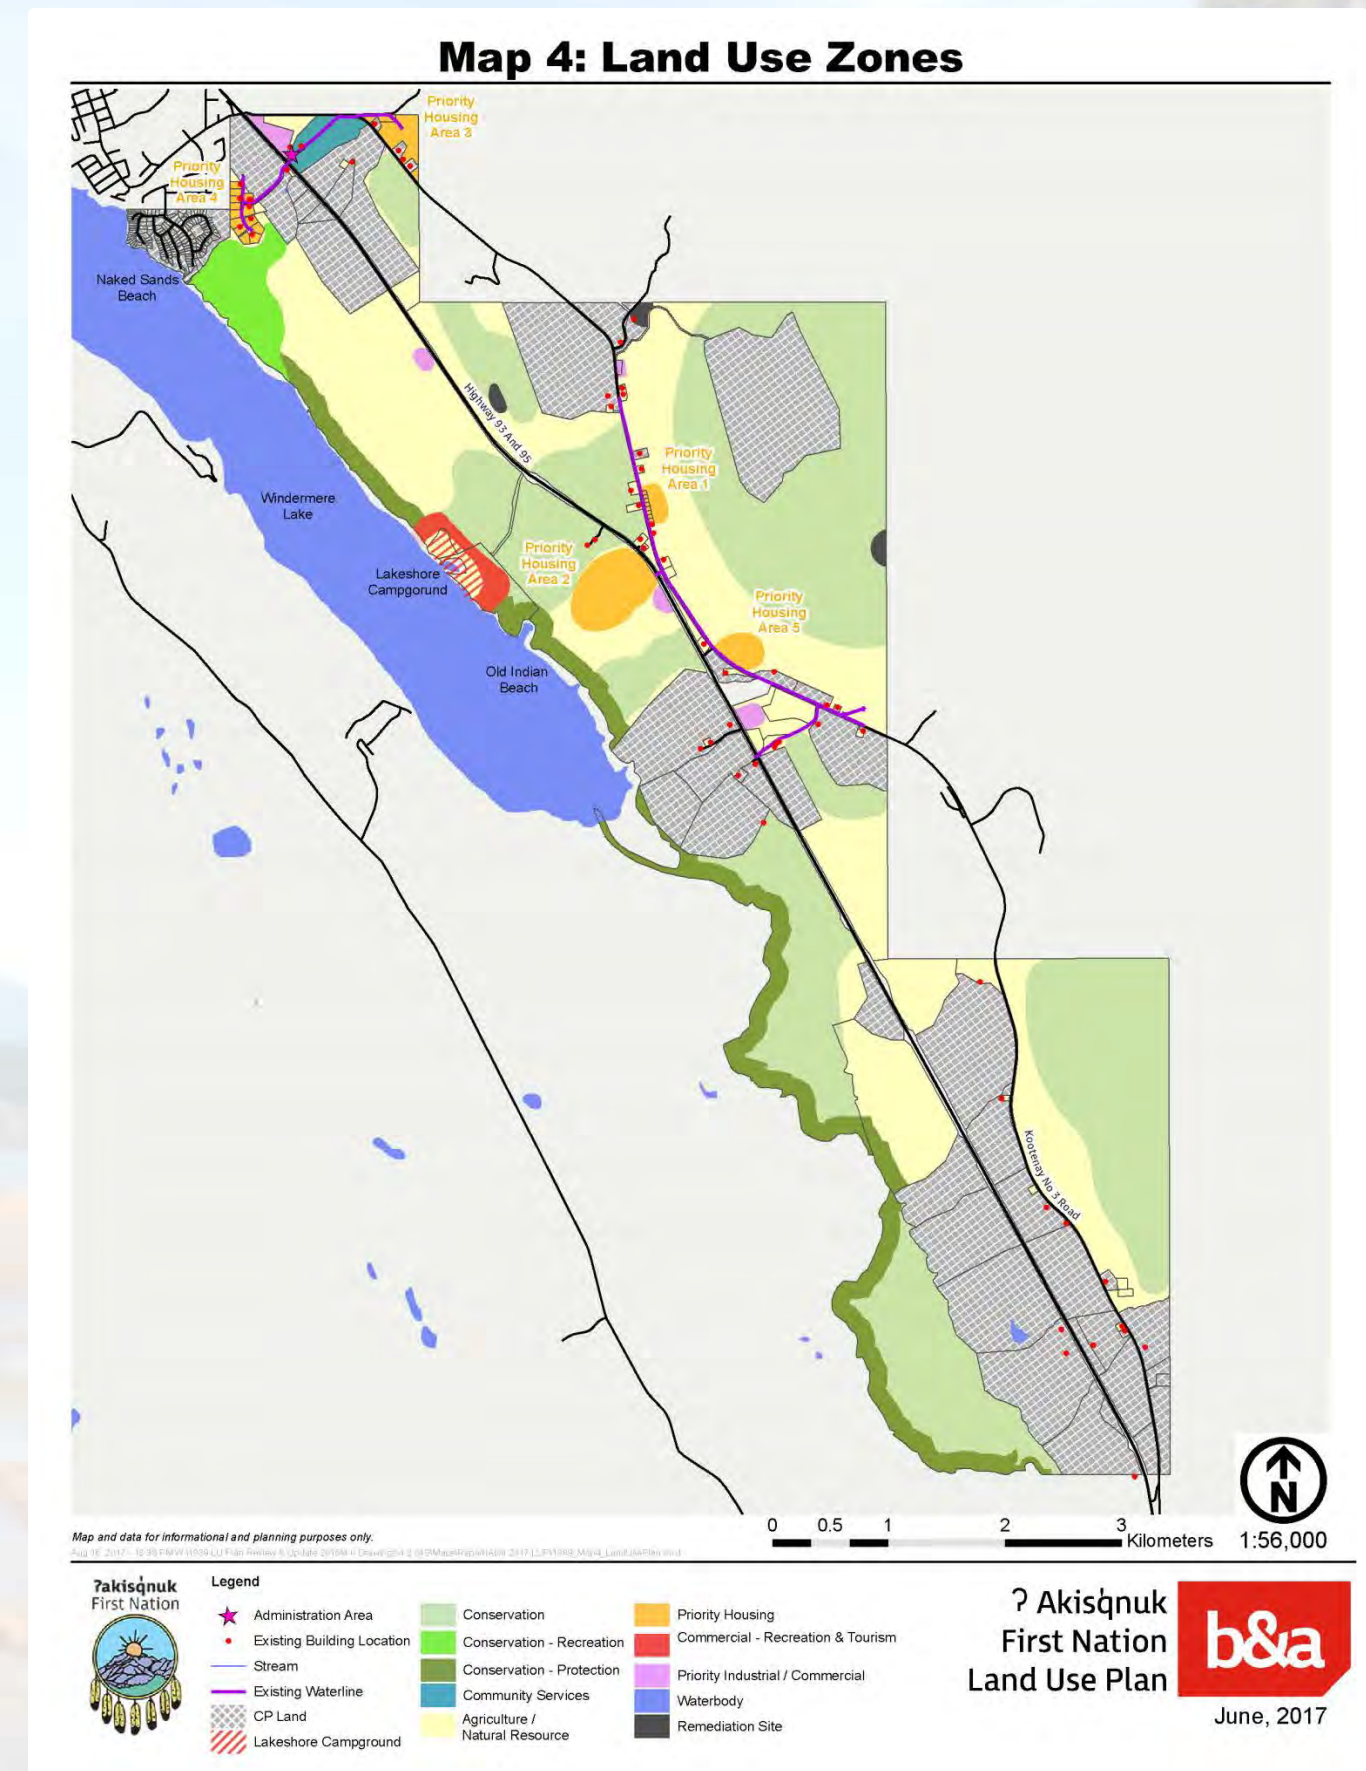 Map 4: Land Use Zones
Priority
Housing
Area 3
Priority
Housing
Area 4
Naked Sands
Beach
Highway 93 And 95
Priority
Housing
Area 1
Windermere
Lake
Priority
Housing
Area 2
Lakeshore
Campgorund
Priority
Housing
Area 5
Old Indian
Beach
Kootenay No 3 Road
N
0 0.5 1 2 3
Kilometers
1:56,000
Map and data for informational and planning purposes only.
ʔakisq̓nuk
First Nation
Legend
Administration Area
Existing Building Location
Stream
Existing Waterline
CP Land
Lakeshore Campground
Conservation
Conservation - Recreation
Conservation - Protection
Community Services
Agriculture /
Natural Resource
Priority Housing
Commercial - Recreation & Tourism
Priority Industrial / Commercial
Waterbody
Remediation Site
ʔ Akisq̓nuk
First Nation
Land Use Plan
b&a
June, 2017